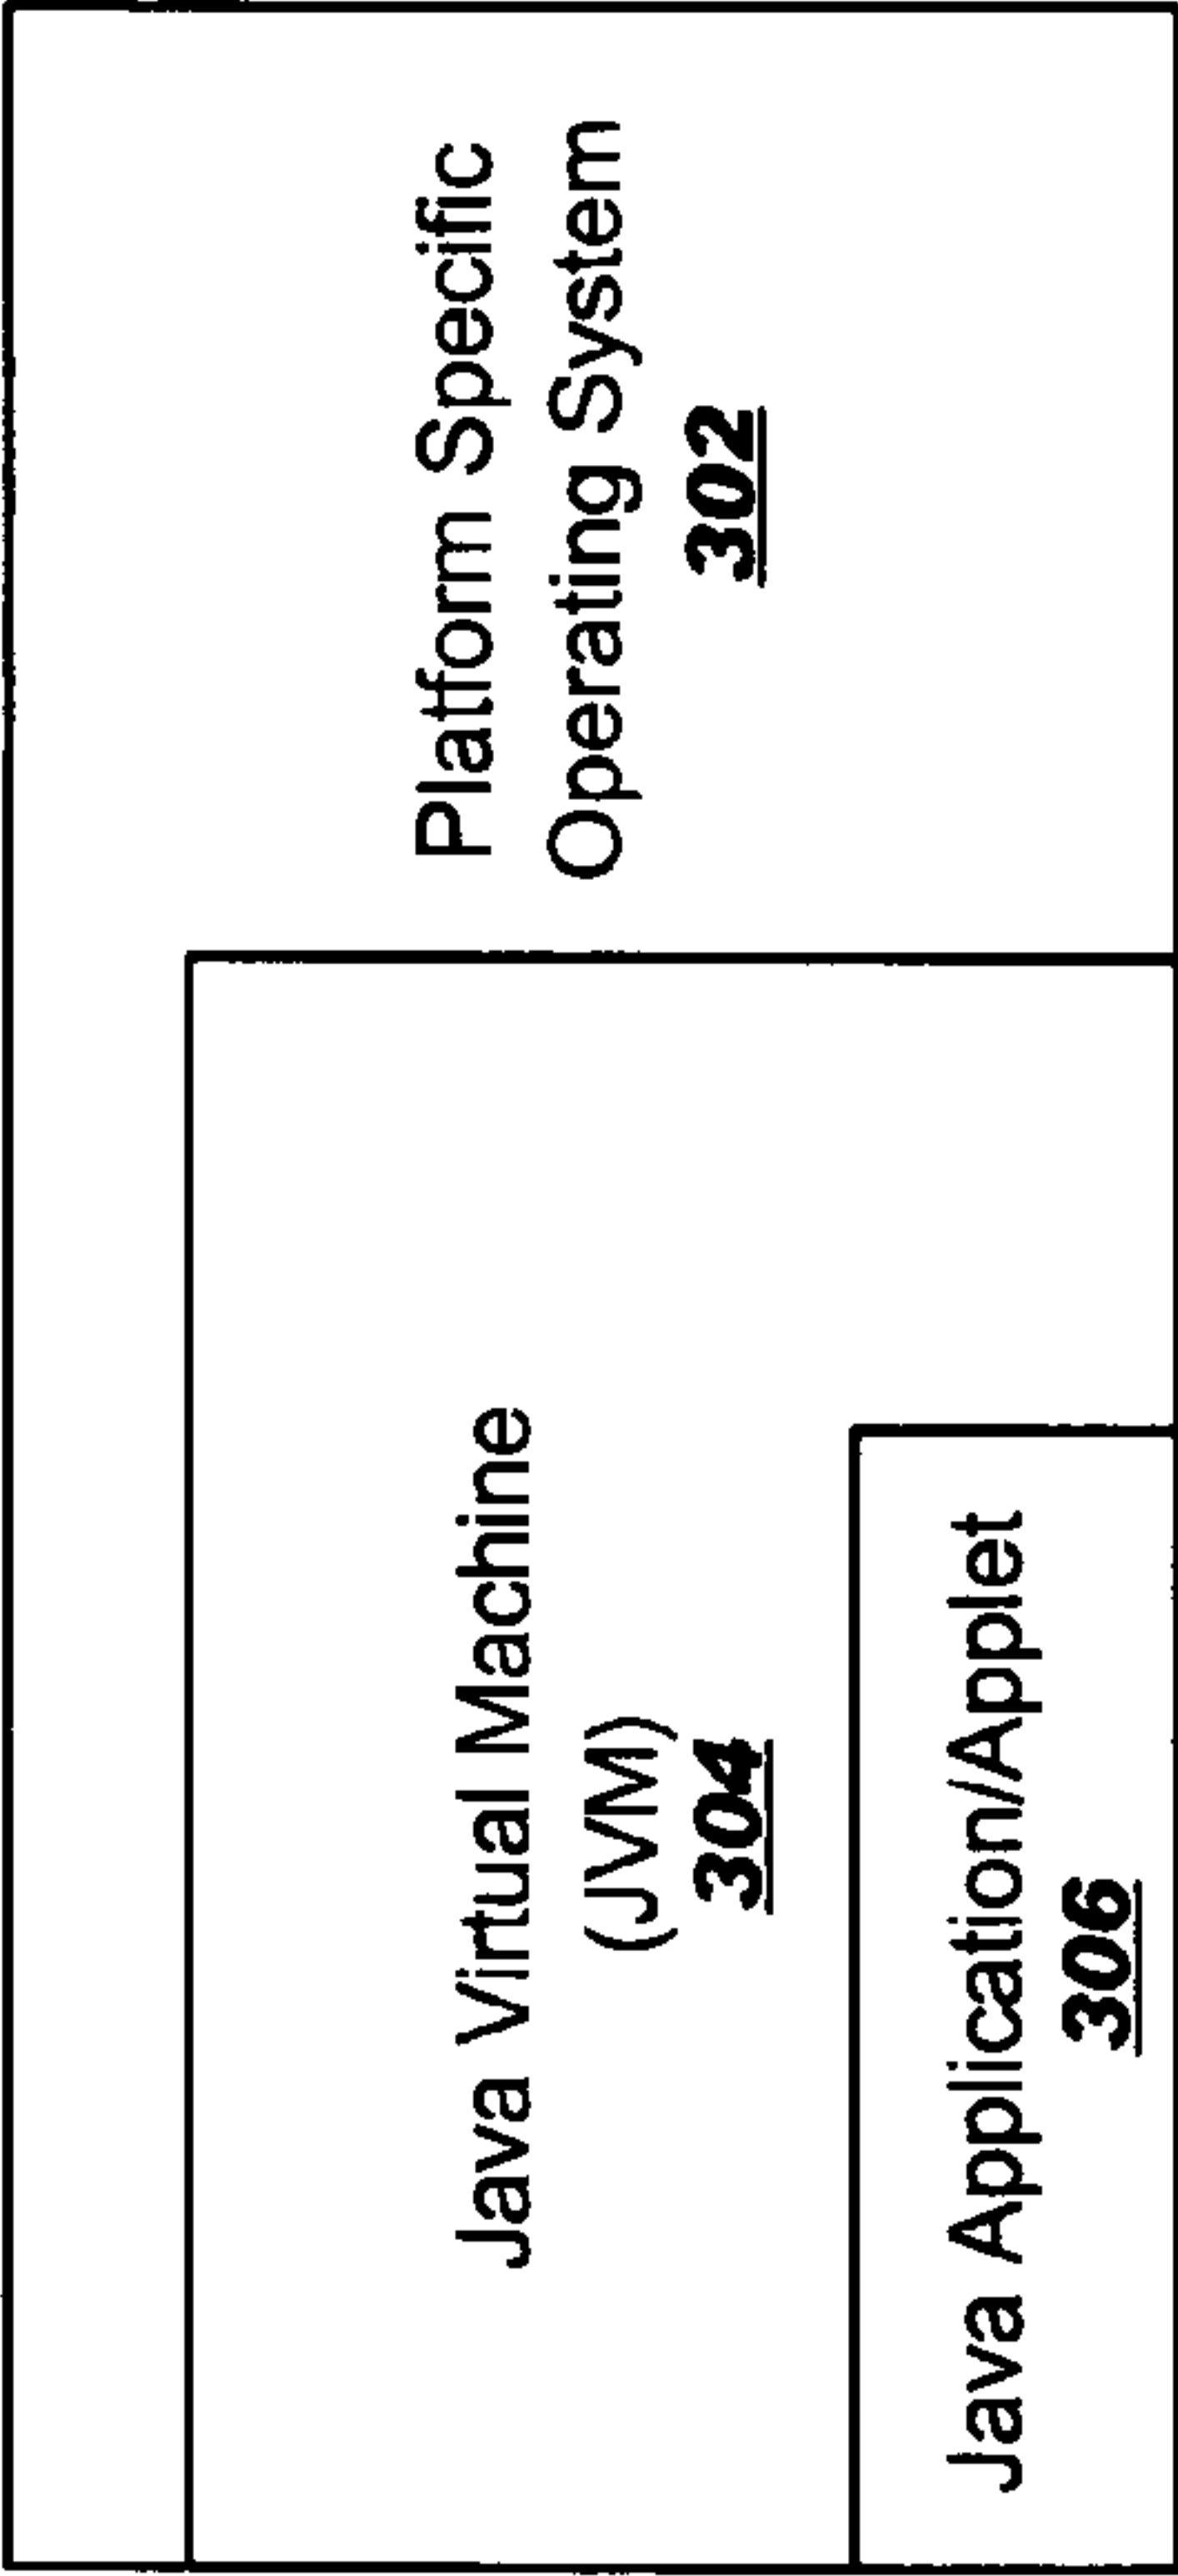 Java Virtual Machine
(JVM)
304
Java Application/Applet
306
Platform Specific
Operating System
302